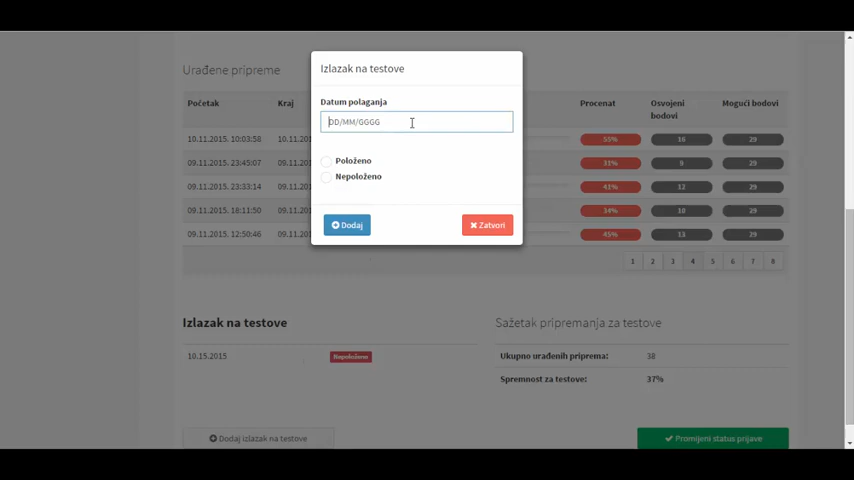 Izlazak na testove
Datum polaganja
DD/MM/GGGG
Položeno
Nepoloženo
Dodaj
Zatvori
Urađene pripreme
Početak Kraj Procenat Osvojeni bodovi Mogući bodovi
10.11.2015. 10:03:58 10.11 55% 16 29
09.11.2015. 23:45:07 09.11 31% 9 29
09.11.2015. 23:33:14 09.11 41% 12 29
09.11.2015. 18:11:50 09.11 34% 10 29
09.11.2015. 12:50:46 09.11 45% 13 29
1 2 3 4 5 6 7 8
Izlazak na testove
10.15.2015 Nepoloženo
Dodaj izlazak na testove
Sažetak pripremanja za testove
Ukupno urađenih priprema: 38
Spremnost za testove: 37%
Promijeni status prijave